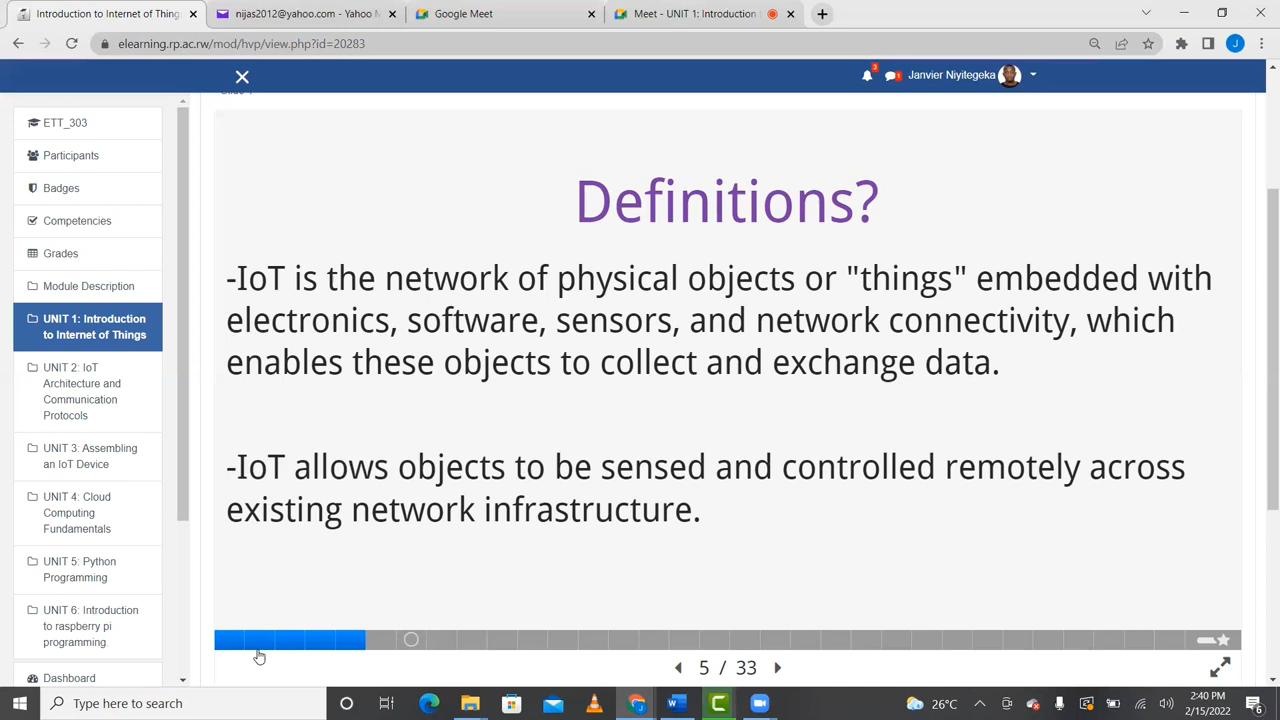 Introduction to Internet of Thing
nijas2012@yahoo.com - Yahoo M
Google Meet
Meet - UNIT 1: Introduction
elearning.rp.ac.rw/mod/hvp/view.php?id=20283
J
3
1
Janvier Niyitegeka
ETT_303
Participants
Badges
Competencies
Grades
Module Description
UNIT 1: Introduction
to Internet of Things
UNIT 2: IoT
Architecture and
Communication
Protocols
UNIT 3: Assembling
an IoT Device
UNIT 4: Cloud
Computing
Fundamentals
UNIT 5: Python
Programming
UNIT 6: Introduction
to raspberry pi
programming.
Dashboard
Definitions?
-IoT is the network of physical objects or "things" embedded with
electronics, software, sensors, and network connectivity, which
enables these objects to collect and exchange data.
-IoT allows objects to be sensed and controlled remotely across
existing network infrastructure.
5 / 33
Type here to search
26°C
2:40 PM
2/15/2022
6